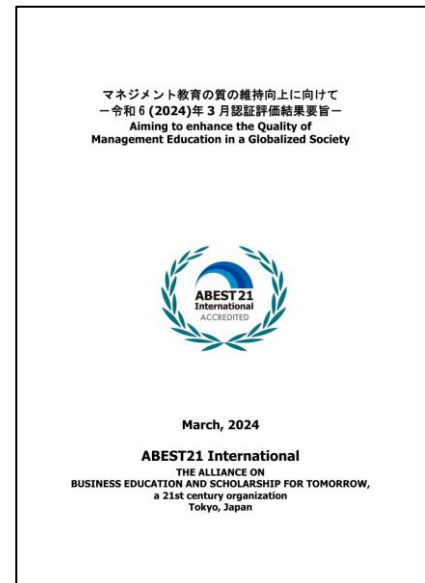 マネジメント教育の質の維持向上に向けて
－令和６(2024)年３月認証評価結果要旨－
Aiming to enhance the Quality of
Management Education in a Globalized Society
ABEST21
International
ACCREDITED
March, 2024
ABEST21 International
THE ALLIANCE ON
BUSINESS EDUCATION AND SCHOLARSHIP FOR TOMORROW,
a 21st century organization
Tokyo, Japan